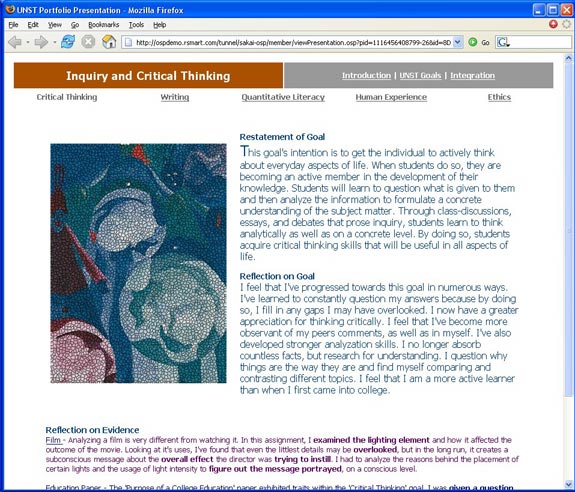 UNST Portfolio Presentation - Mozilla Firefox
File Edit View Go Bookmarks Tools Help
http://ospdemo.rsmart.com/tunnel/sakai-osp/member/viewPresentation.osp?pid=1116456408799-26&id=8D Go
Inquiry and Critical Thinking
Introduction | UNST Goals | Integration
Critical Thinking Writing Quantitative Literacy Human Experience Ethics
Restatement of Goal
This goal's intention is to get the individual to actively think
about everyday aspects of life. When students do so, they are
becoming an active member in the development of their
knowledge. Students will learn to question what is given to them
and then analyze the information to formulate a concrete
understanding of the subject matter. Through class-discussions,
essays, and debates that prose inquiry, students learn to think
analytically as well as on a concrete level. By doing so, students
acquire critical thinking skills that will be useful in all aspects of
life.
Reflection on Goal
I feel that I've progressed towards this goal in numerous ways.
I've learned to constantly question my answers because by doing
so, I fill in any gaps I may have overlooked. I now have a greater
appreciation for thinking critically. I feel that I've become more
observant of my peers comments, as well as in myself. I've also
developed stronger analyzation skills. I no longer absorb
countless facts, but research for understanding. I question why
things are the way they are and find myself comparing and
contrasting different topics. I feel that I am a more active learner
than when I first came into college.
Reflection on Evidence
Film - Analyzing a film is very different from watching it. In this assignment, I examined the lighting element and how it affected the
outcome of the movie. Looking at it's uses, I've found that even the littlest details may be overlooked, but in the long run, it creates a
subconscious message about the overall effect the director was trying to instill. I had to analyze the reasons behind the placement of
certain lights and the usage of light intensity to figure out the message portrayed, on a conscious level.
Education Paper - The 'Purpose of a College Education' paper exhibited traits within the 'Critical Thinking' goal. I was given a question